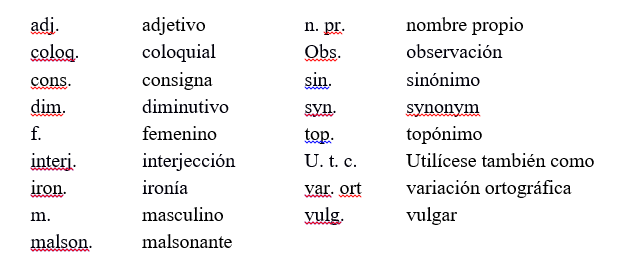 adj. adjetivo n. pr. nombre propio
coloq. coloquial Obs. observación
cons. consigna sin. sinónimo
dim. diminutivo syn. synonym
f. femenino top. topónimo
interj. interjección U. t. c. Utilícese también como
iron. ironía var. ort variación ortográfica
m. masculino vulg. vulgar
malson. malsonante